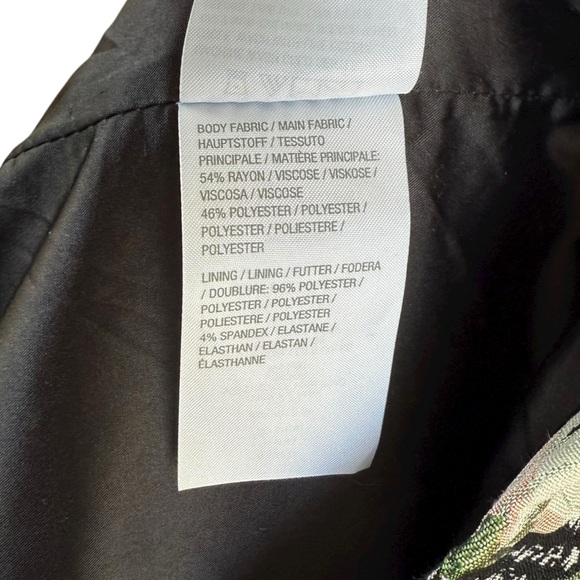 BODY FABRIC / MAIN FABRIC /
HAUPTSTOFF / TESSUTO
PRINCIPALE / MATIÈRE PRINCIPALE:
54% RAYON / VISCOSE / VISKOSE /
VISCOSA / VISCOSE
46% POLYESTER / POLYESTER /
POLYESTER / POLIESTERE /
POLYESTER
LINING / LINING / FUTTER / FODERA
/ DOUBLURE: 96% POLYESTER /
POLYESTER / POLYESTER /
POLIESTERE / POLYESTER
4% SPANDEX / ELASTANE /
ELASTHAN / ELASTAN /
ÉLASTHANNE